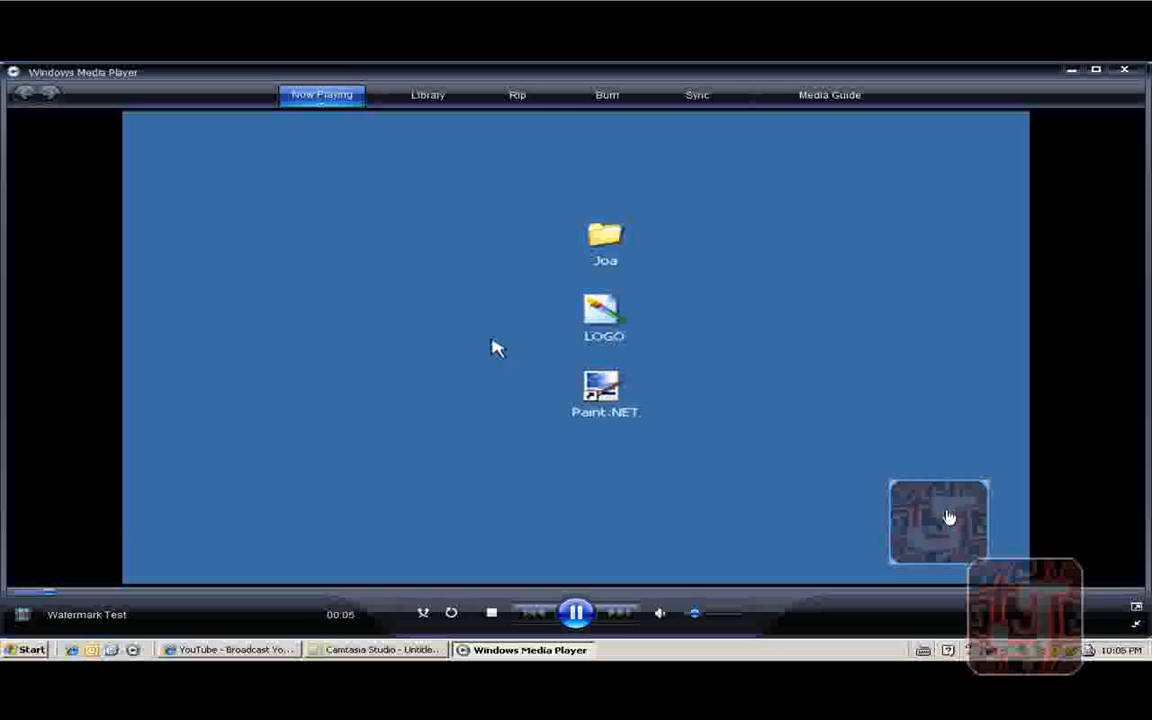 Windows Media Player
Now Playing
Library
Rip
Burn
Sync
Media Guide
Joa
LOGO
Paint.NET
Watermark Test
00:05
Start
YouTube - Broadcast Yo...
Camtasia Studio - Untitle...
Windows Media Player
10:05 PM